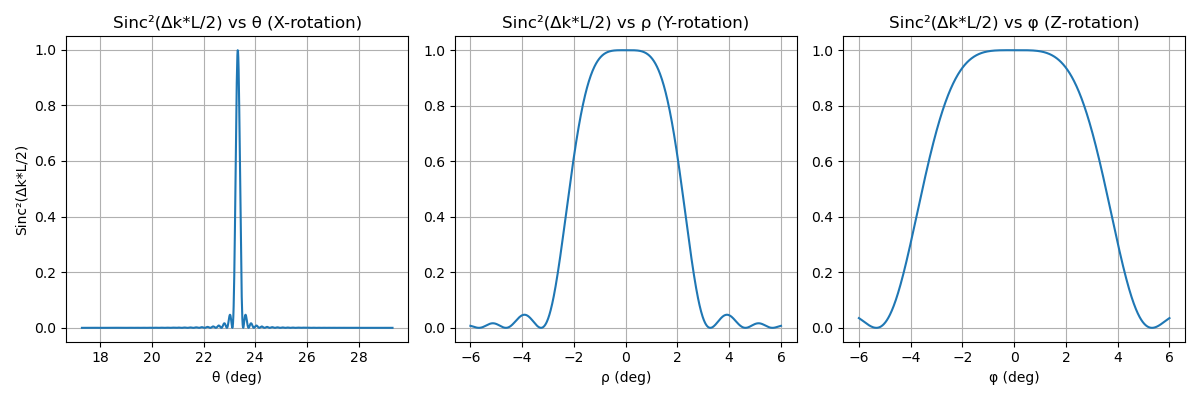 Sinc²(Δk*L/2) vs θ (X-rotation)
Sinc²(Δk*L/2)
1.0
0.8
0.6
0.4
0.2
0.0
18 20 22 24 26 28
θ (deg)
Sinc²(Δk*L/2) vs ρ (Y-rotation)
1.0
0.8
0.6
0.4
0.2
0.0
−6 −4 −2 0 2 4 6
ρ (deg)
Sinc²(Δk*L/2) vs φ (Z-rotation)
1.0
0.8
0.6
0.4
0.2
0.0
−6 −4 −2 0 2 4 6
φ (deg)